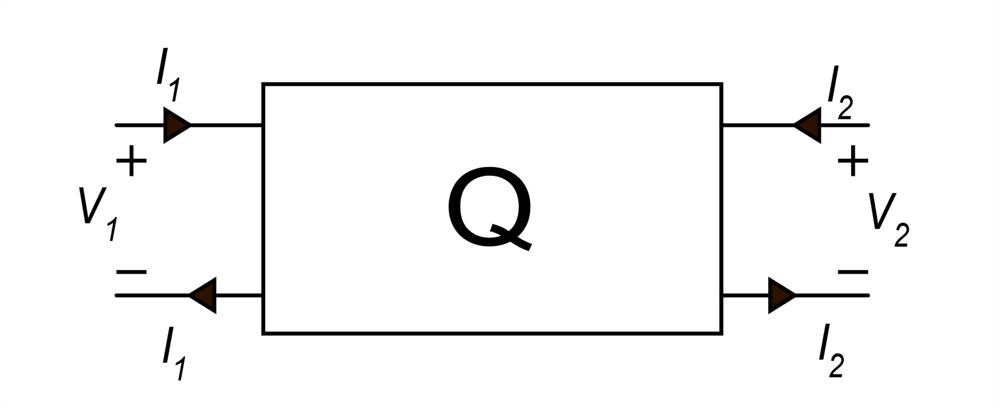 I1
I2
+
+
V1
Q
V2
−
−
I1
I2